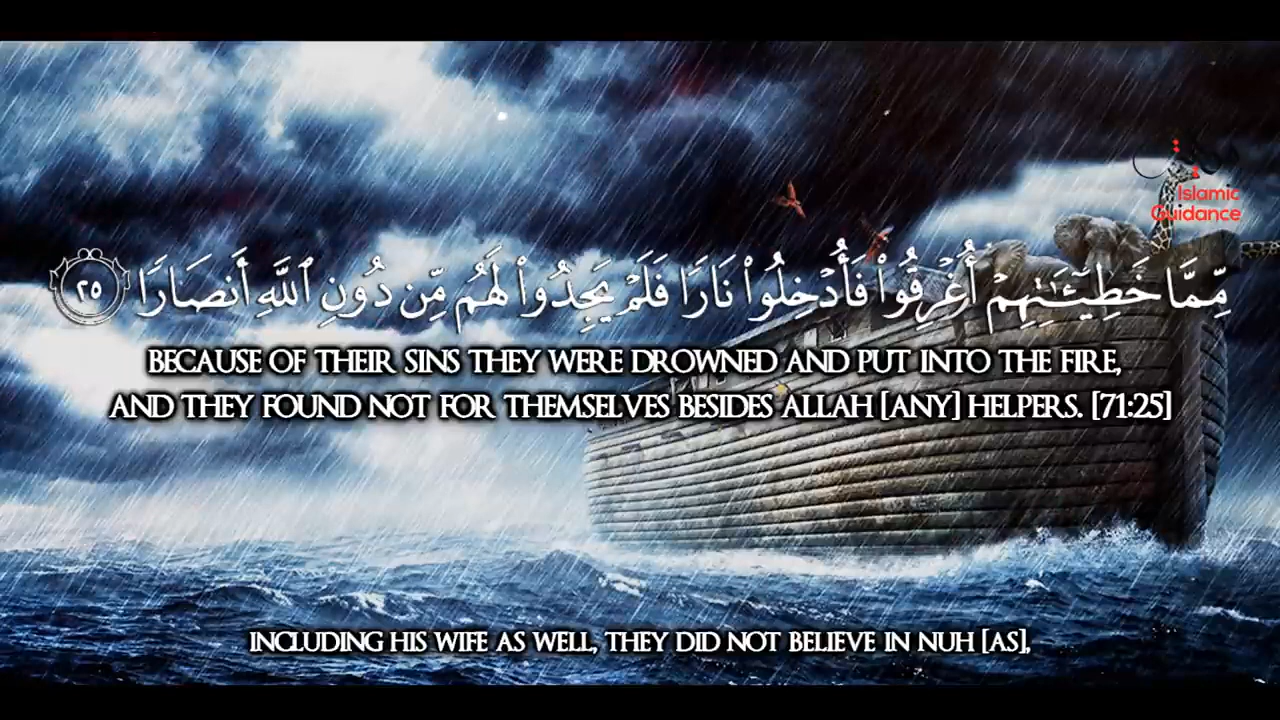 Islamic
Guidance
مِّمَّا خَطِيٓـَٰٔتِهِمْ أُغْرِقُوا۟ فَأُدْخِلُوا۟ نَارًا فَلَمْ يَجِدُوا۟ لَهُم مِّن دُونِ ٱللَّهِ أَنصَارًا ٢٥
BECAUSE OF THEIR SINS THEY WERE DROWNED AND PUT INTO THE FIRE,
AND THEY FOUND NOT FOR THEMSELVES BESIDES ALLAH [ANY] HELPERS. [71:25]
INCLUDING HIS WIFE AS WELL, THEY DID NOT BELIEVE IN NUH [AS],